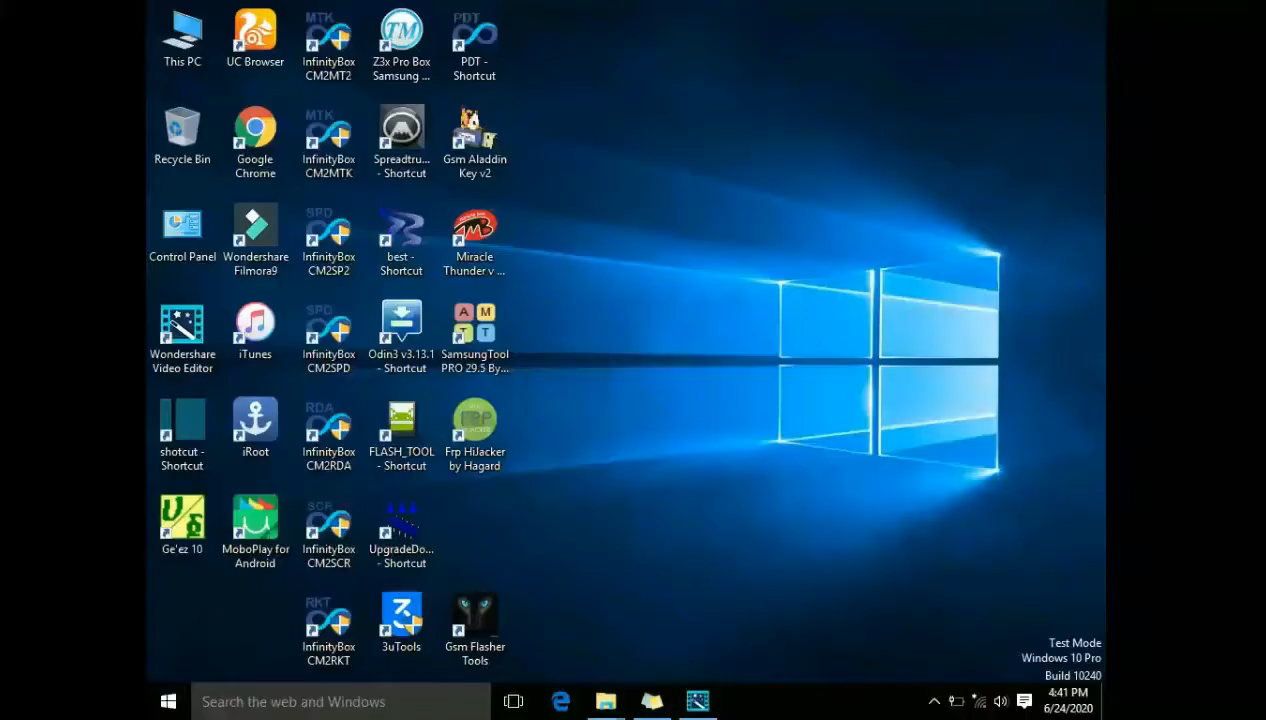 This PC
UC Browser
MTK
InfinityBox
CM2MT2
TM
Z3x Pro Box
Samsung ...
PDT
PDT -
Shortcut
Recycle Bin
Google
Chrome
MTK
InfinityBox
CM2MTK
Spreadtru...
- Shortcut
Gsm Aladdin
Key v2
Control Panel
Wondershare
Filmora9
SPD
InfinityBox
CM2SP2
best -
Shortcut
Miracle
Thunder v ...
Wondershare
Video Editor
iTunes
SPD
InfinityBox
CM2SPD
Odin3 v3.13.1
- Shortcut
A M
T T
SamsungTool
PRO 29.5 By...
shotcut -
Shortcut
iRoot
RDA
InfinityBox
CM2RDA
FLASH_TOOL
- Shortcut
FRP
Frp HiJacker
by Hagard
Ge'ez 10
MoboPlay for
Android
SCR
InfinityBox
CM2SCR
UpgradeDo...
- Shortcut
RKT
InfinityBox
CM2RKT
3uTools
Gsm Flasher
Tools
Test Mode
Windows 10 Pro
Build 10240
Search the web and Windows
4:41 PM
6/24/2020